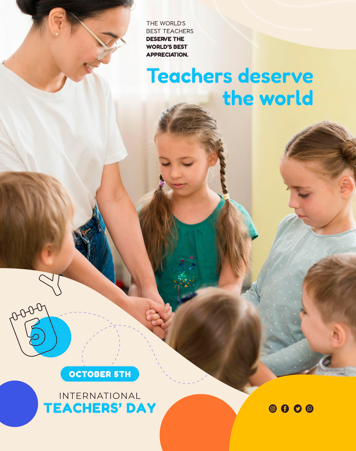 THE WORLD'S
BEST TEACHERS
DESERVE THE
WORLD'S BEST
APPRECIATION.
Teachers deserve
the world
5
OCTOBER 5TH
INTERNATIONAL
TEACHERS' DAY